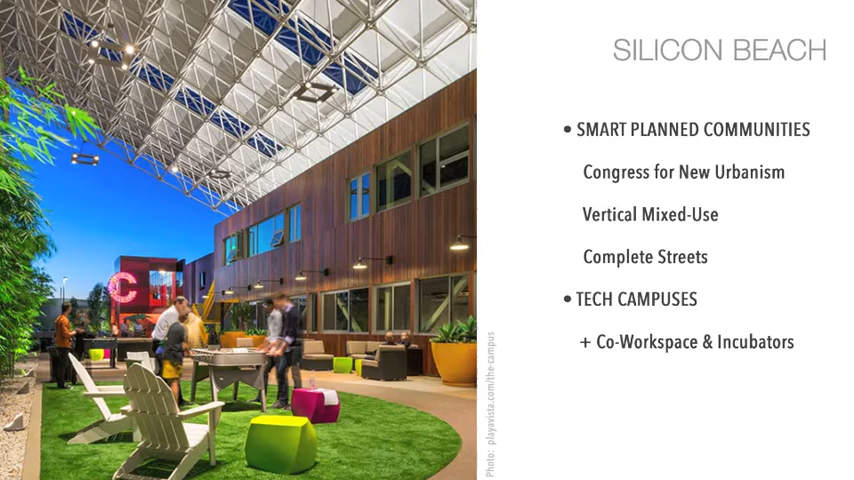 SILICON BEACH
• SMART PLANNED COMMUNITIES
Congress for New Urbanism
Vertical Mixed-Use
Complete Streets
• TECH CAMPUSES
+ Co-Workspace & Incubators
Photo: playavista.com/the-campus
C